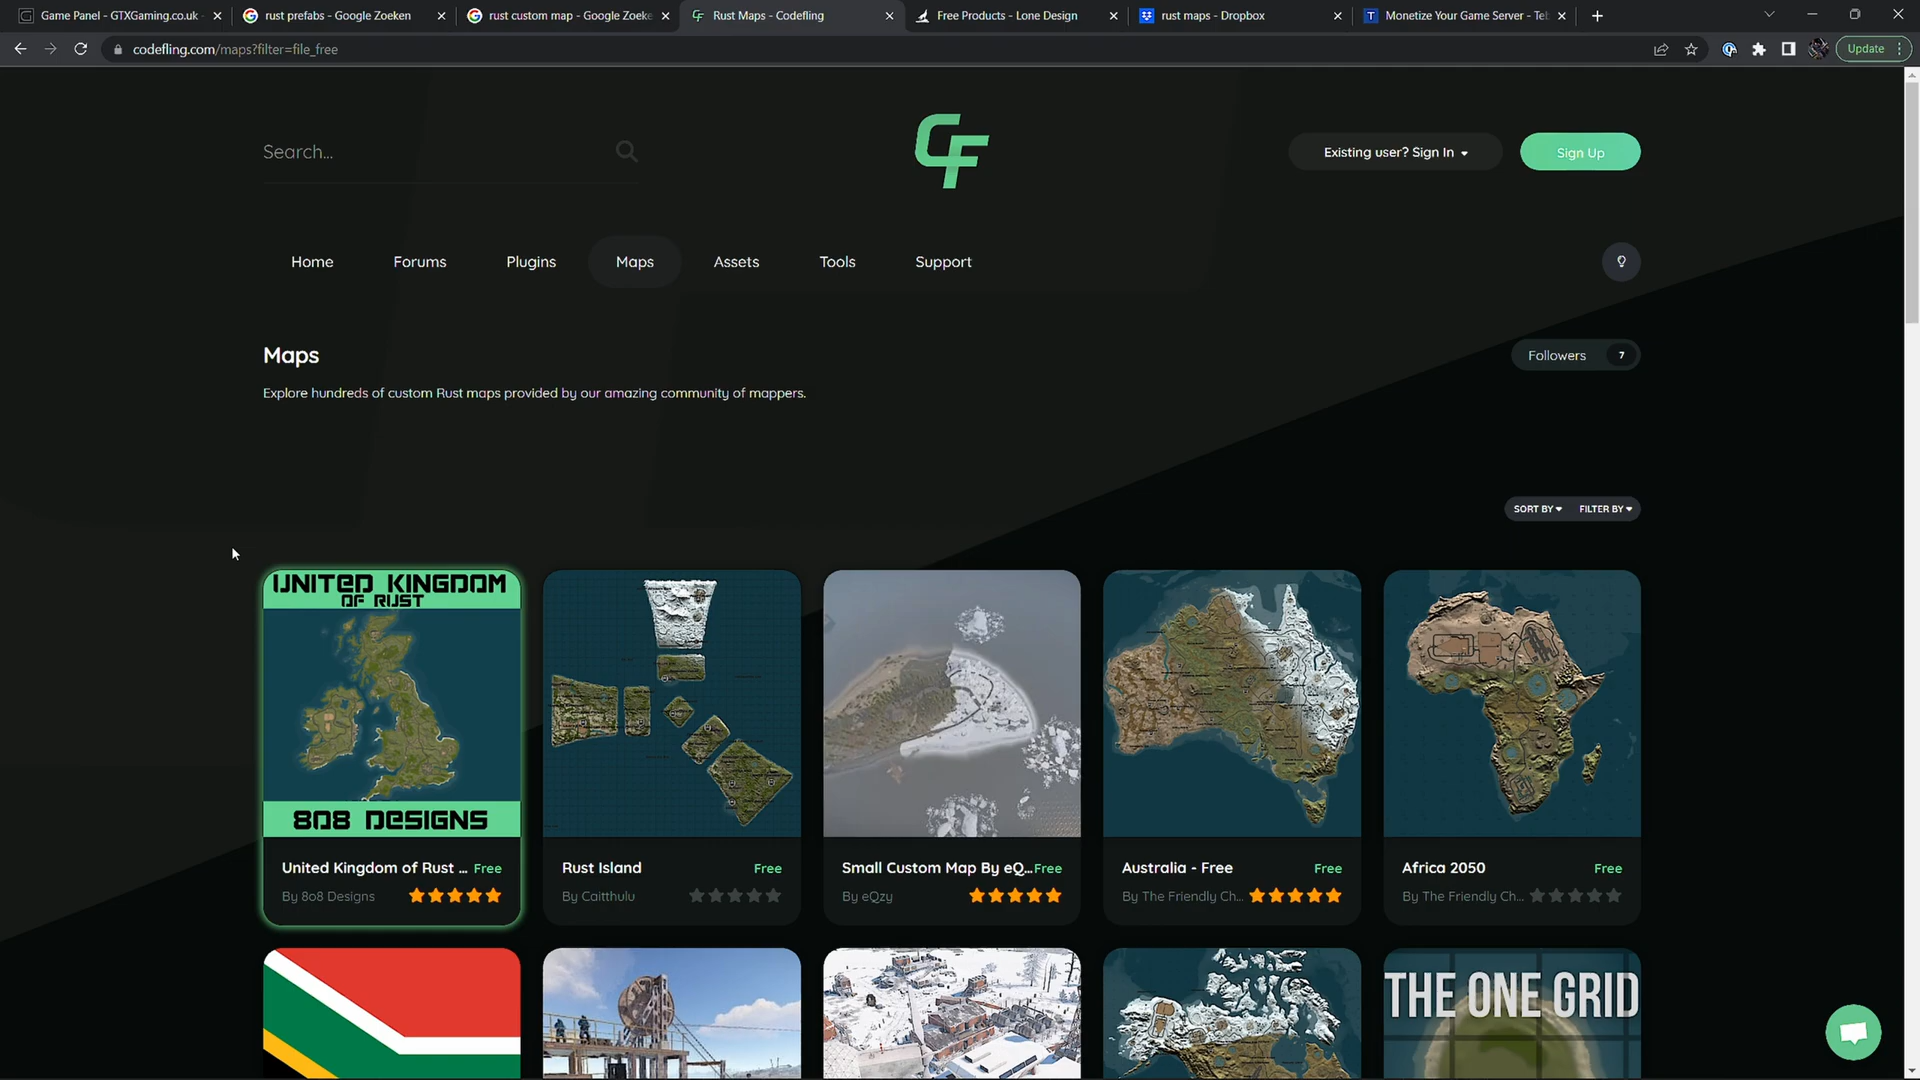 Game Panel - GTXGaming.co.uk
rust prefabs - Google Zoeken
rust custom map - Google Zoeke
Rust Maps - Codefling
Free Products - Lone Design
rust maps - Dropbox
Monetize Your Game Server - Teb
codefling.com/maps?filter=file_free
Update
Search...
CF
Existing user? Sign In
Sign Up
Home
Forums
Plugins
Maps
Assets
Tools
Support
Maps
Followers 7
Explore hundreds of custom Rust maps provided by our amazing community of mappers.
SORT BY
FILTER BY
UNITED KINGDOM
OF RUST
808 DESIGNS
United Kingdom of Rust ... Free
By 808 Designs
Rust Island Free
By Caitthulu
Small Custom Map By eQ... Free
By eQzy
Australia - Free Free
By The Friendly Ch...
Africa 2050 Free
By The Friendly Ch...
THE ONE GRID